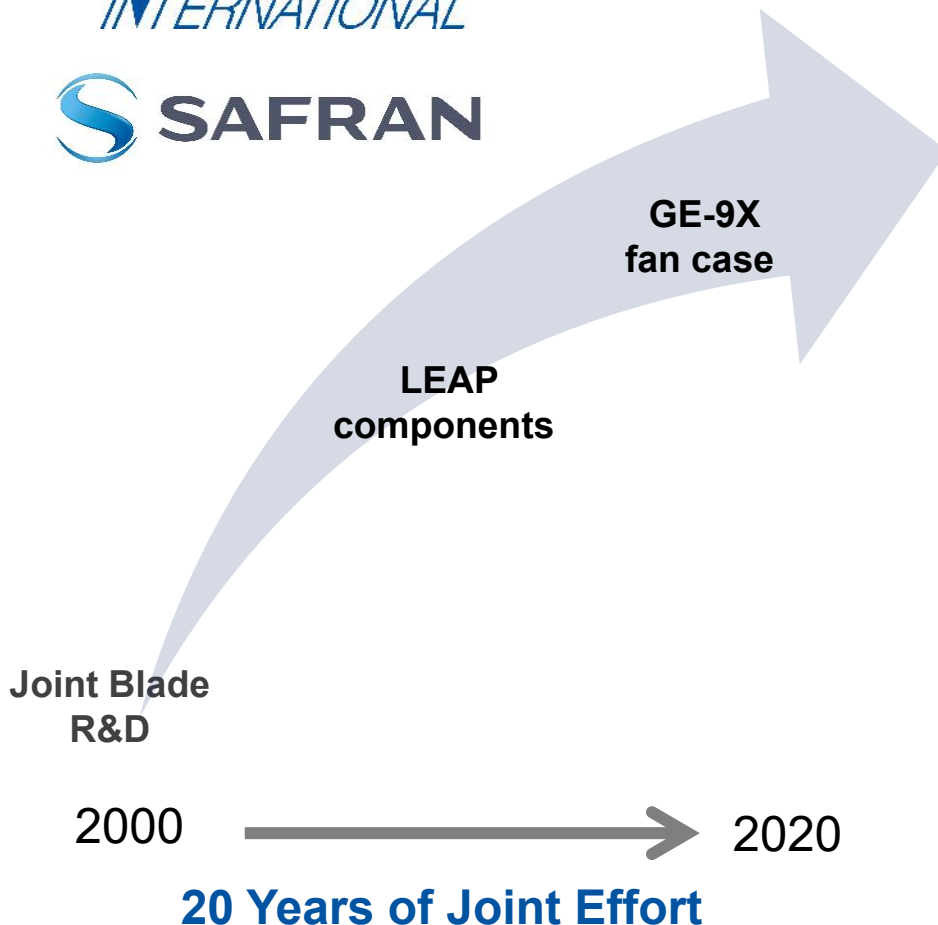 INTERNATIONAL
SAFRAN
GE-9X
fan case
LEAP
components
Joint Blade
R&D
2000
2020
20 Years of Joint Effort